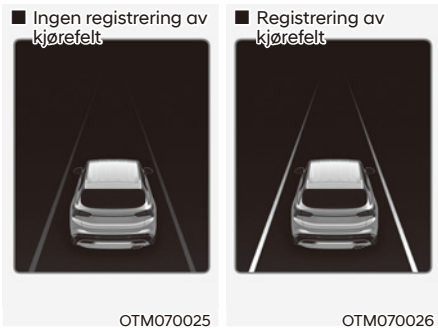 ■ Ingen registrering av
kjørefelt
OTM070025
■ Registrering av
kjørefelt
OTM070026